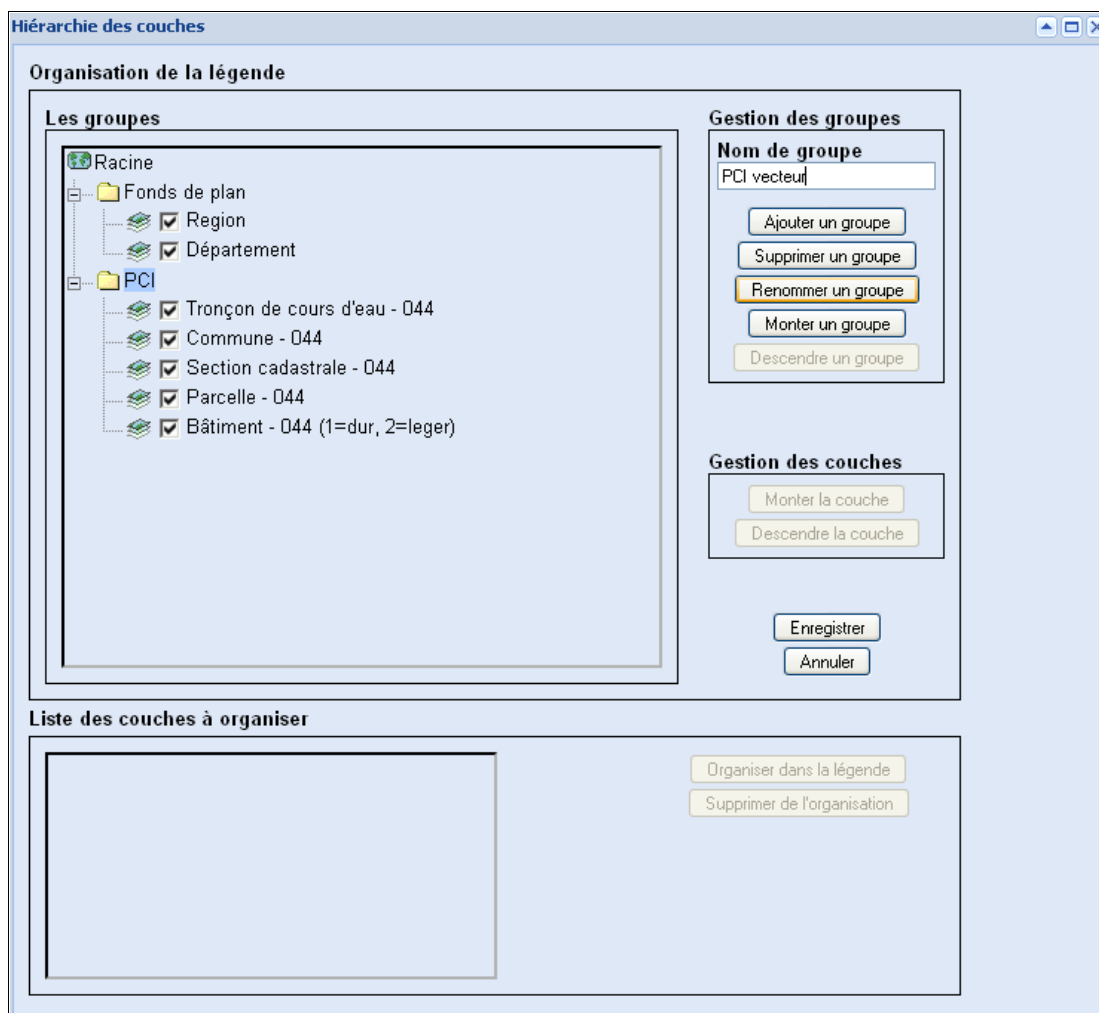 Hiérarchie des couches
Organisation de la légende
Les groupes
Racine
Fonds de plan
Region
Département
PCI
Tronçon de cours d'eau - 044
Commune - 044
Section cadastrale - 044
Parcelle - 044
Bâtiment - 044 (1=dur, 2=leger)
Gestion des groupes
Nom de groupe
PCI vecteur
Ajouter un groupe
Supprimer un groupe
Renommer un groupe
Monter un groupe
Descendre un groupe
Gestion des couches
Monter la couche
Descendre la couche
Enregistrer
Annuler
Liste des couches à organiser
Organiser dans la légende
Supprimer de l'organisation